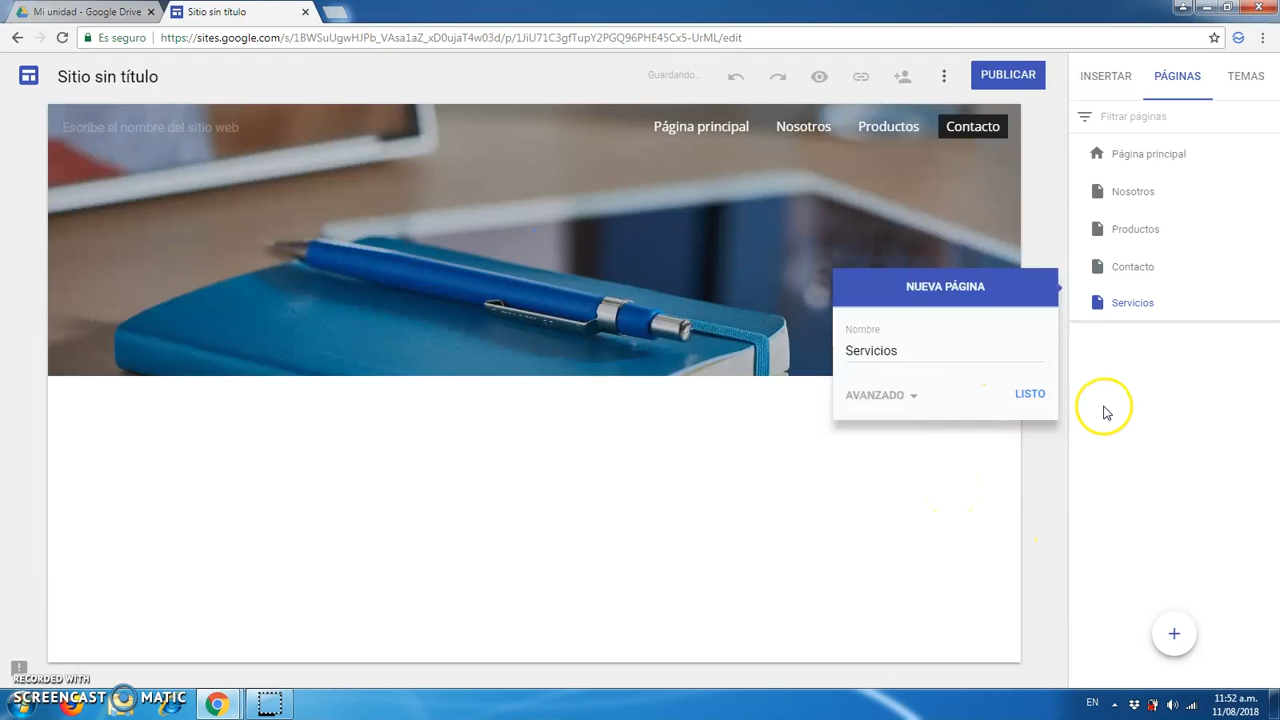 Mi unidad - Google Drive
Sitio sin título
Es seguro
https://sites.google.com/s/1BWSuUgwHJPb_VAsa1aZ_xD0ujaT4w03d/p/1JiU71C3gfTupY2PGQ96PHE45Cx5-UrML/edit
Sitio sin título
Guardando...
PUBLICAR
INSERTAR
PÁGINAS
TEMAS
Escribe el nombre del sitio web
Página principal
Nosotros
Productos
Contacto
Filtrar páginas
Página principal
Nosotros
Productos
Contacto
Servicios
NUEVA PÁGINA
Nombre
Servicios
AVANZADO
LISTO
RECORDED WITH
SCREENCAST MATIC
EN
11:52 a.m.
11/08/2018